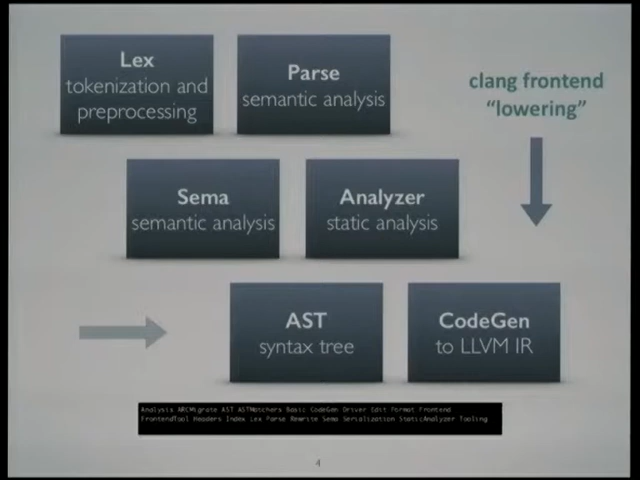 Lex
tokenization and
preprocessing
Parse
semantic analysis
clang frontend
“lowering”
Sema
semantic analysis
Analyzer
static analysis
AST
syntax tree
CodeGen
to LLVM IR
Analysis ARCMigrate AST ASTMatchers Basic CodeGen Driver Edit Format Frontend
FrontendTool Headers Index Lex Parse Rewrite Sema Serialization StaticAnalyzer Tooling
4